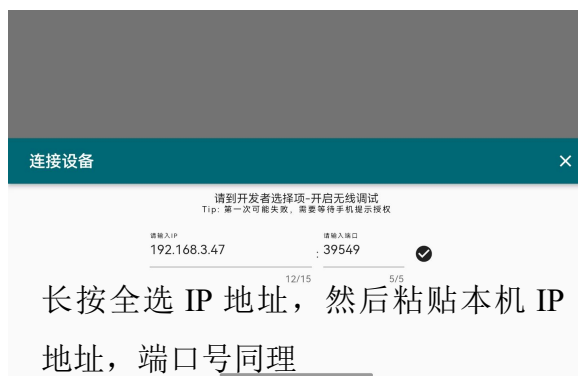 连接设备
请到开发者选择项-开启无线调试
Tip: 第一次可能失败，需要等待手机提示授权
请输入IP 请输入端口
192.168.3.47 : 39549
12/15 5/5
长按全选 IP 地址，然后粘贴本机 IP
地址，端口号同理